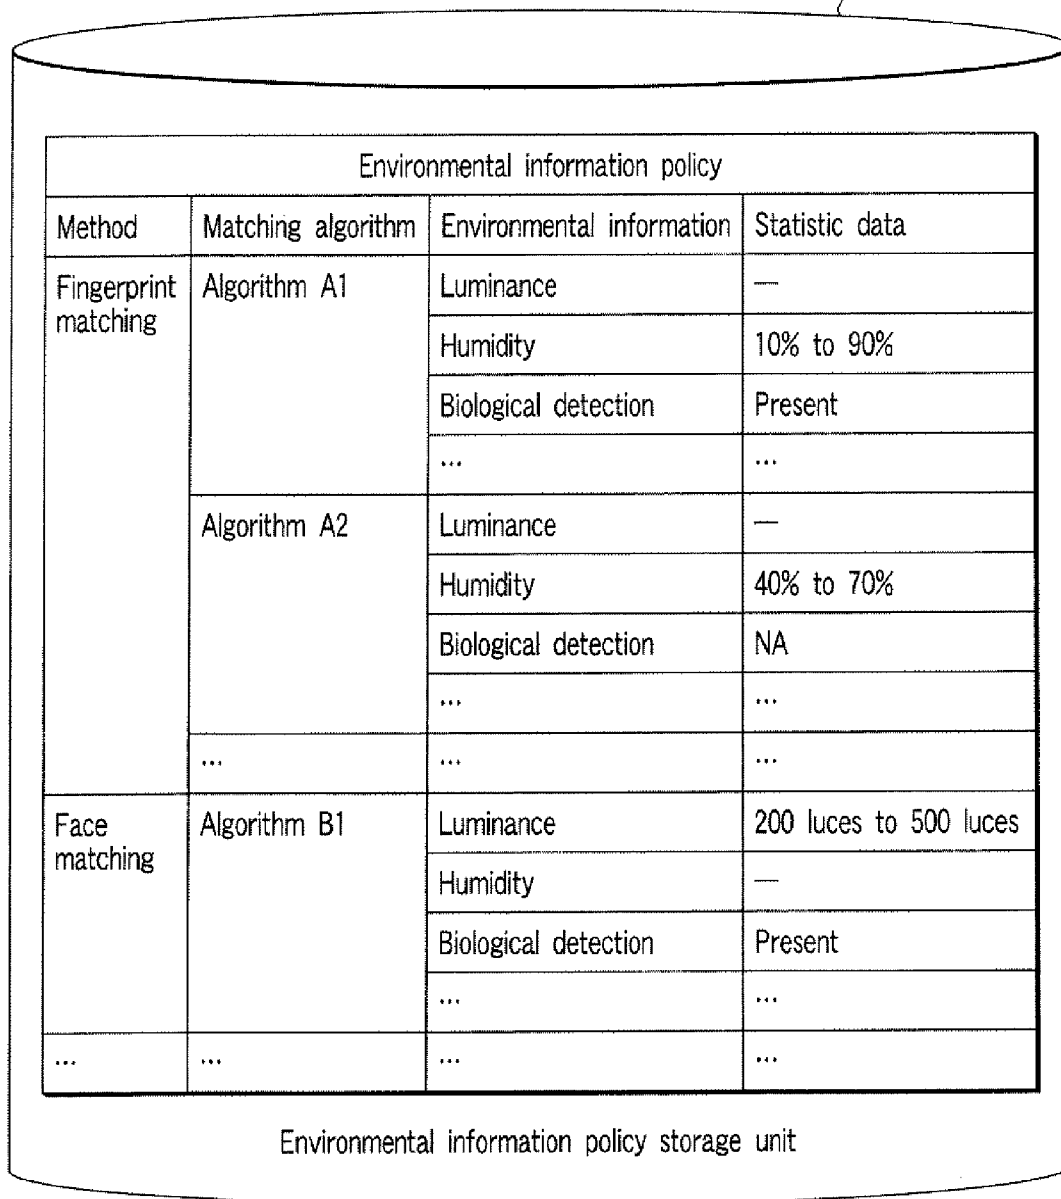 Environmental information policy
Method Matching algorithm Environmental information Statistic data
Fingerprint matching Algorithm A1 Luminance —
Humidity 10% to 90%
Biological detection Present
... ...
Algorithm A2 Luminance —
Humidity 40% to 70%
Biological detection NA
... ...
... ... ...
Face matching Algorithm B1 Luminance 200 luces to 500 luces
Humidity —
Biological detection Present
... ...
... ... ... ...
Environmental information policy storage unit